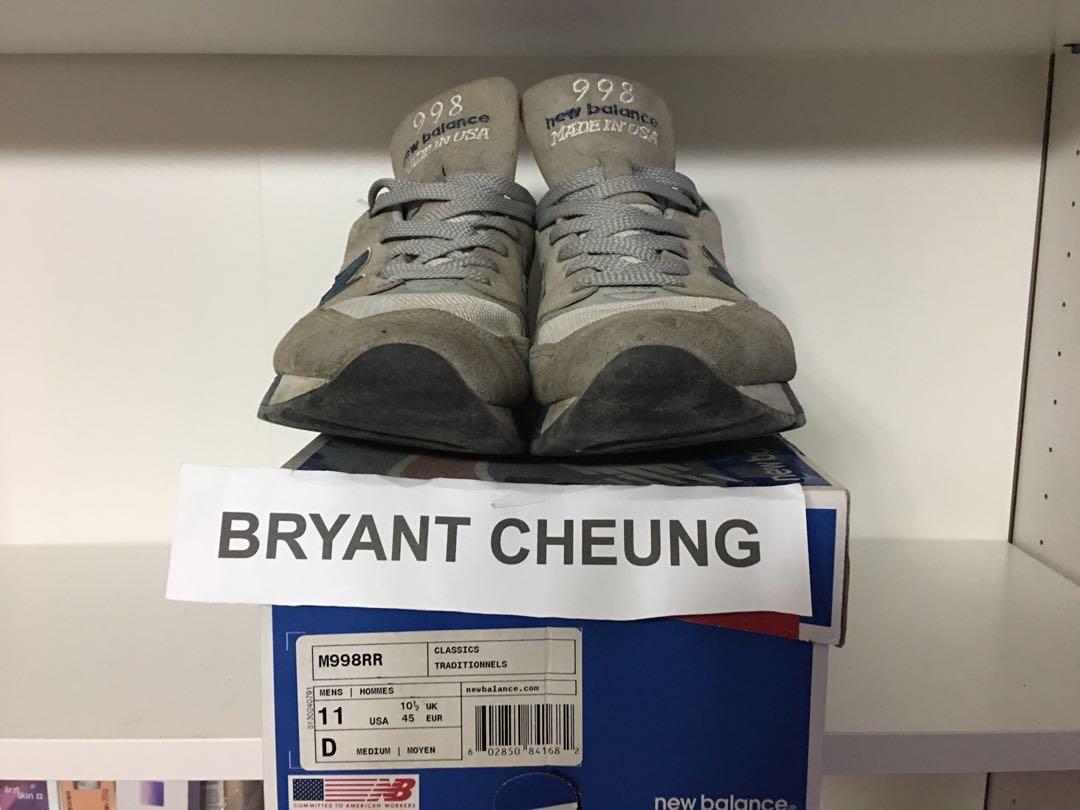 998
new balance
MADE IN USA
998
new balance
MADE IN USA
BRYANT CHEUNG
M998RR
CLASSICS
TRADITIONNELS
MENS | HOMMES
newbalance.com
11 USA
10½ UK
45 EUR
D MEDIUM | MOYEN
6 02850 84168 2
NB
COMMITTED TO AMERICAN WORKERS
new balance